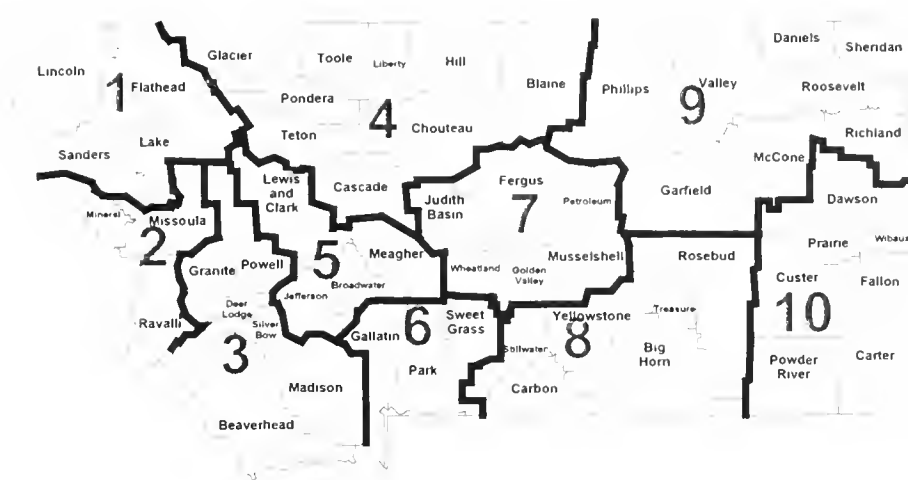 Daniels
Sheridan
Glacier
Toole
Liberty
Hill
Lincoln
1
Flathead
Blaine
Phillips
Valley
9
Roosevelt
Pondera
4
Teton
Chouteau
Richland
Lake
Sanders
McCone
Lewis
and
Clark
Cascade
Fergus
Judith
Basin
7
Petroleum
Garfield
Dawson
Mineral
Missoula
2
5
Meagher
Musselshell
Rosebud
Prairie
Wibaux
Granite
Powell
Wheatland
Golden
Valley
Custer
Fallon
Jefferson
Broadwater
6
Deer
Lodge
Ravalli
Silver
Bow
Gallatin
Sweet
Grass
Yellowstone
Treasure
10
3
Stillwater
8
Big
Horn
Powder
River
Carter
Park
Madison
Carbon
Beaverhead